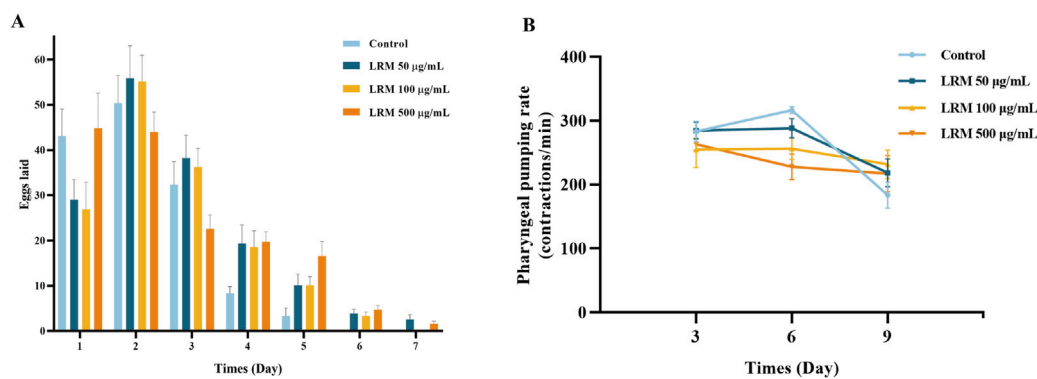 A
Control
LRM 50 μg/mL
LRM 100 μg/mL
LRM 500 μg/mL
Eggs laid
60
50
40
30
20
10
0
1 2 3 4 5 6 7
Times (Day)
B
Control
LRM 50 μg/mL
LRM 100 μg/mL
LRM 500 μg/mL
Pharyngeal pumping rate
(contractions/min)
400
300
200
100
0
3 6 9
Times (Day)